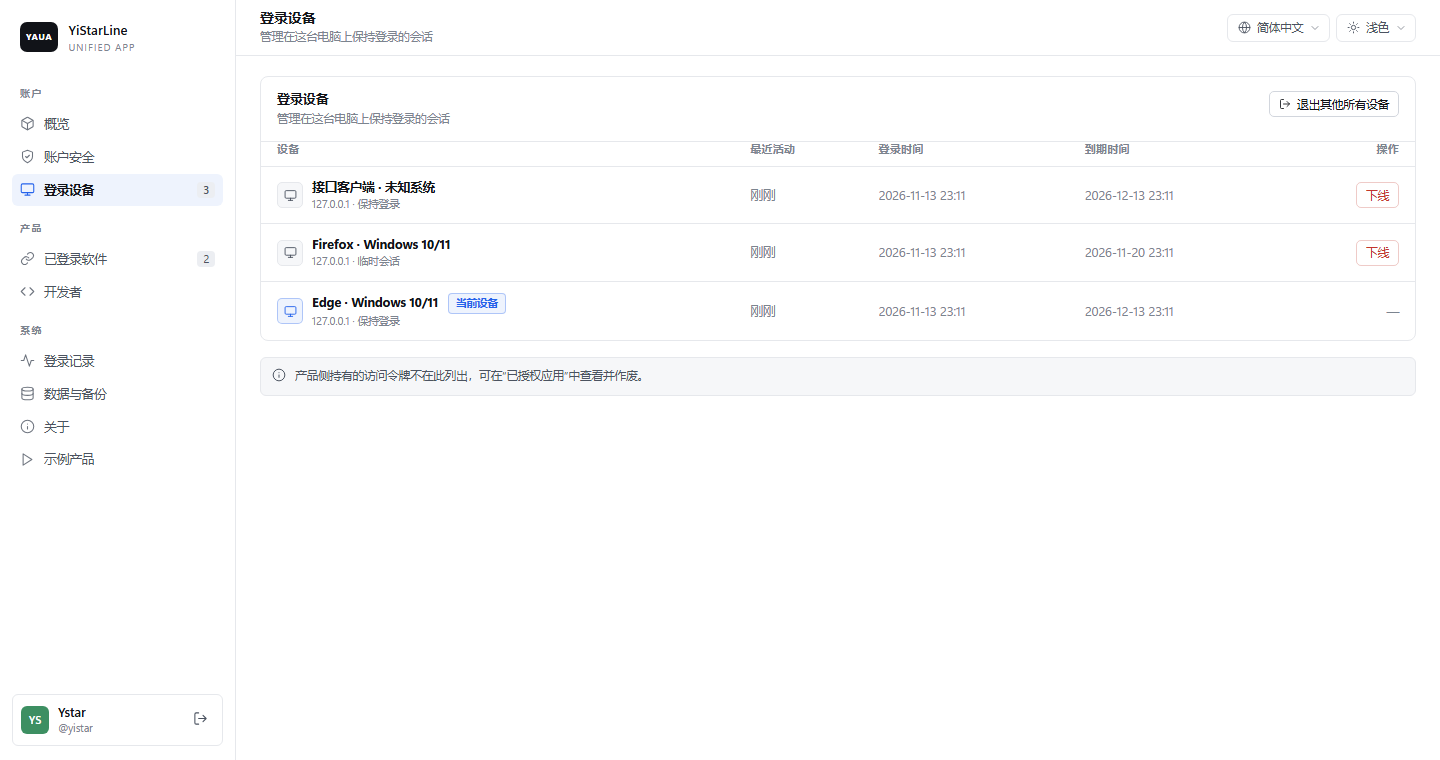 YAUA
YiStarLine
UNIFIED APP
账户
概览
账户安全
登录设备 3
产品
已登录软件 2
开发者
系统
登录记录
数据与备份
关于
示例产品
YS
Ystar
@yistar
登录设备
管理在这台电脑上保持登录的会话
简体中文
浅色
登录设备
管理在这台电脑上保持登录的会话
退出其他所有设备
设备 最近活动 登录时间 到期时间 操作
接口客户端 · 未知系统
127.0.0.1 · 保持登录
刚刚 2026-11-13 23:11 2026-12-13 23:11 下线
Firefox · Windows 10/11
127.0.0.1 · 临时会话
刚刚 2026-11-13 23:11 2026-11-20 23:11 下线
Edge · Windows 10/11 当前设备
127.0.0.1 · 保持登录
刚刚 2026-11-13 23:11 2026-12-13 23:11 —
产品侧持有的访问令牌不在此列出，可在“已授权应用”中查看并作废。